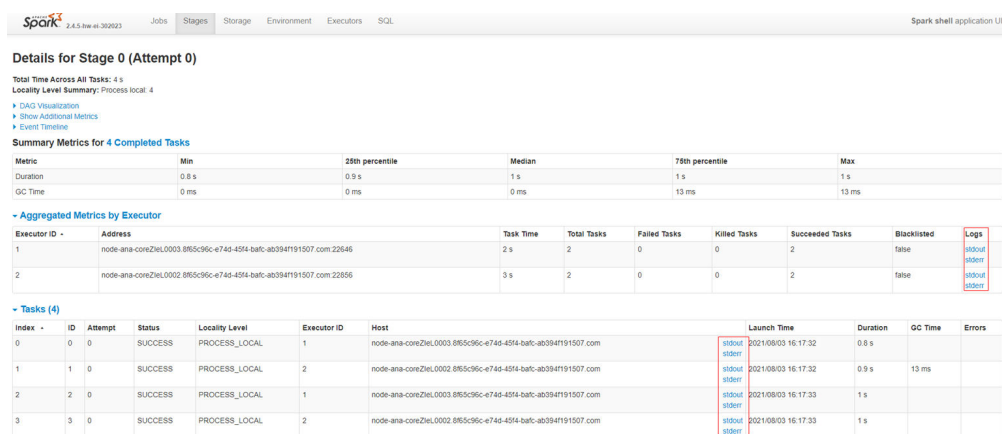 APACHE Spark 2.4.5-hw-ei-302023 Jobs Stages Storage Environment Executors SQL Spark shell application UI
Details for Stage 0 (Attempt 0)
Total Time Across All Tasks: 4 s
Locality Level Summary: Process local: 4
DAG Visualization
Show Additional Metrics
Event Timeline
Summary Metrics for 4 Completed Tasks
Metric Min 25th percentile Median 75th percentile Max
Duration 0.8 s 0.9 s 1 s 1 s 1 s
GC Time 0 ms 0 ms 0 ms 13 ms 13 ms
Aggregated Metrics by Executor
Executor ID Address Task Time Total Tasks Failed Tasks Killed Tasks Succeeded Tasks Blacklisted Logs
1 node-ana-coreZIeL0003.8f65c96c-e74d-45f4-bafc-ab394f191507.com:22646 2 s 2 0 0 2 false stdout
stderr
2 node-ana-coreZIeL0002.8f65c96c-e74d-45f4-bafc-ab394f191507.com:22856 3 s 2 0 0 2 false stdout
stderr
Tasks (4)
Index ID Attempt Status Locality Level Executor ID Host Launch Time Duration GC Time Errors
0 0 0 SUCCESS PROCESS_LOCAL 1 node-ana-coreZIeL0003.8f65c96c-e74d-45f4-bafc-ab394f191507.com stdout 2021/08/03 16:17:32 0.8 s
stderr
1 1 0 SUCCESS PROCESS_LOCAL 2 node-ana-coreZIeL0002.8f65c96c-e74d-45f4-bafc-ab394f191507.com stdout 2021/08/03 16:17:32 0.9 s 13 ms
stderr
2 2 0 SUCCESS PROCESS_LOCAL 1 node-ana-coreZIeL0003.8f65c96c-e74d-45f4-bafc-ab394f191507.com stdout 2021/08/03 16:17:33 1 s
stderr
3 3 0 SUCCESS PROCESS_LOCAL 2 node-ana-coreZIeL0002.8f65c96c-e74d-45f4-bafc-ab394f191507.com stdout 2021/08/03 16:17:33 1 s
stderr